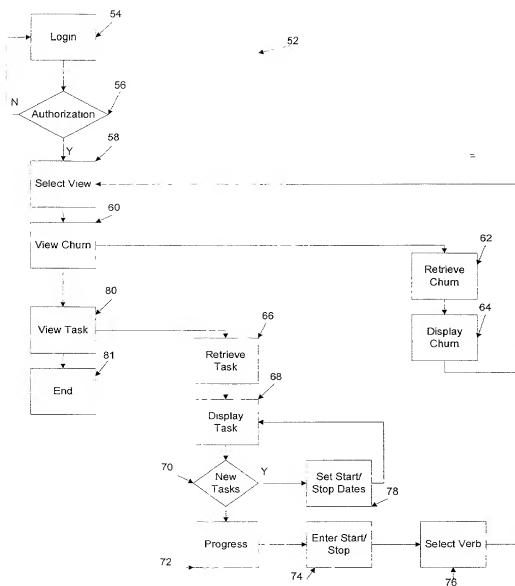 54
Login
52
56
N
Authorization
58
Y
Select View
60
View Churn
62
Retrieve
Churn
80
64
View Task
66
Display
Churn
81
Retrieve
Task
End
68
Display
Task
70
Y
New
Tasks
Set Start/
Stop Dates
78
Progress
Enter Start/
Stop
Select Verb
72
74
76